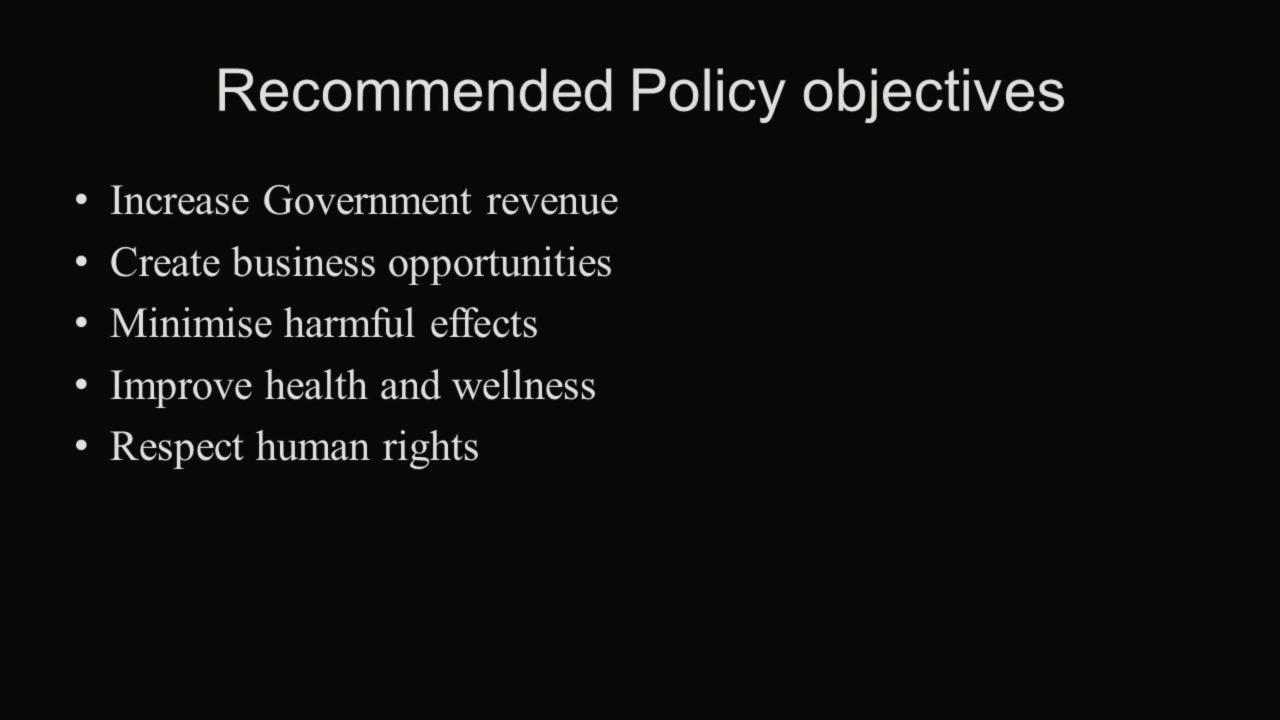 Recommended Policy objectives
• Increase Government revenue
• Create business opportunities
• Minimise harmful effects
• Improve health and wellness
• Respect human rights